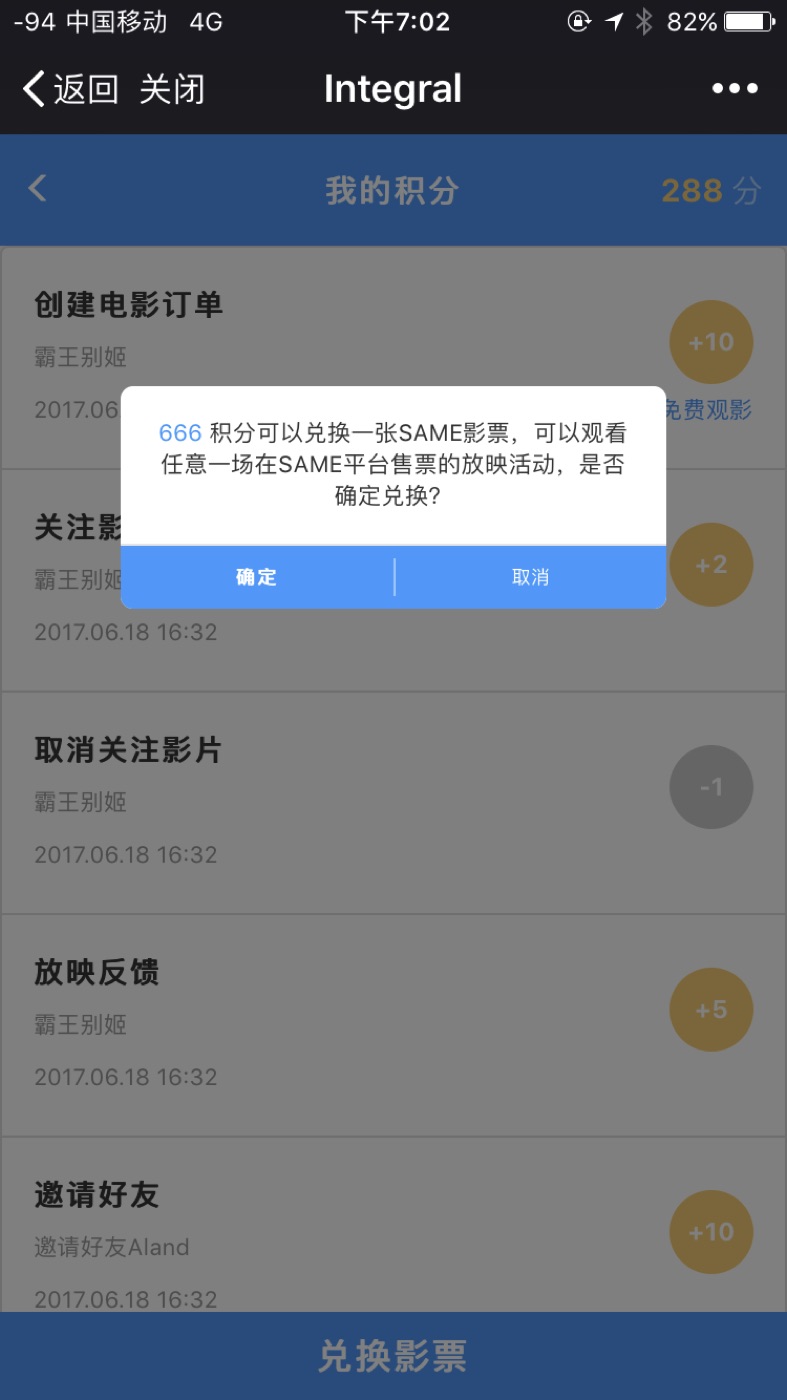 -94 中国移动 4G 下午7:02 82%
返回 关闭 Integral
我的积分 288 分
创建电影订单
+10
霸王别姬
2017.06
免费观影
666 积分可以兑换一张SAME影票，可以观看
任意一场在SAME平台售票的放映活动，是否
确定兑换？
确定 取消
关注影
+2
霸王别姬
2017.06.18 16:32
取消关注影片
-1
霸王别姬
2017.06.18 16:32
放映反馈
+5
霸王别姬
2017.06.18 16:32
邀请好友
+10
邀请好友Aland
2017.06.18 16:32
兑换影票